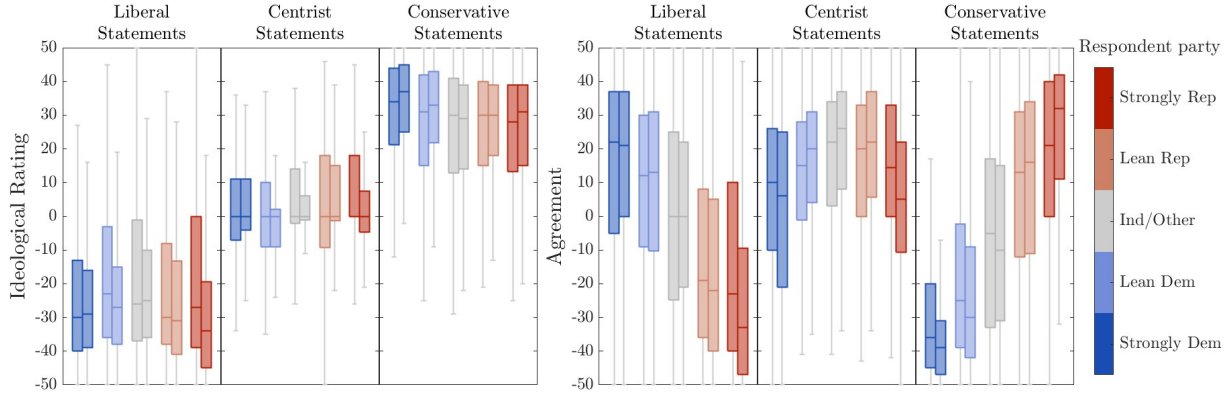 Liberal
Statements
Centrist
Statements
Conservative
Statements
Ideological Rating
50
40
30
20
10
0
-10
-20
-30
-40
-50
Liberal
Statements
Centrist
Statements
Conservative
Statements
Agreement
50
40
30
20
10
0
-10
-20
-30
-40
-50
Respondent party
Strongly Rep
Lean Rep
Ind/Other
Lean Dem
Strongly Dem